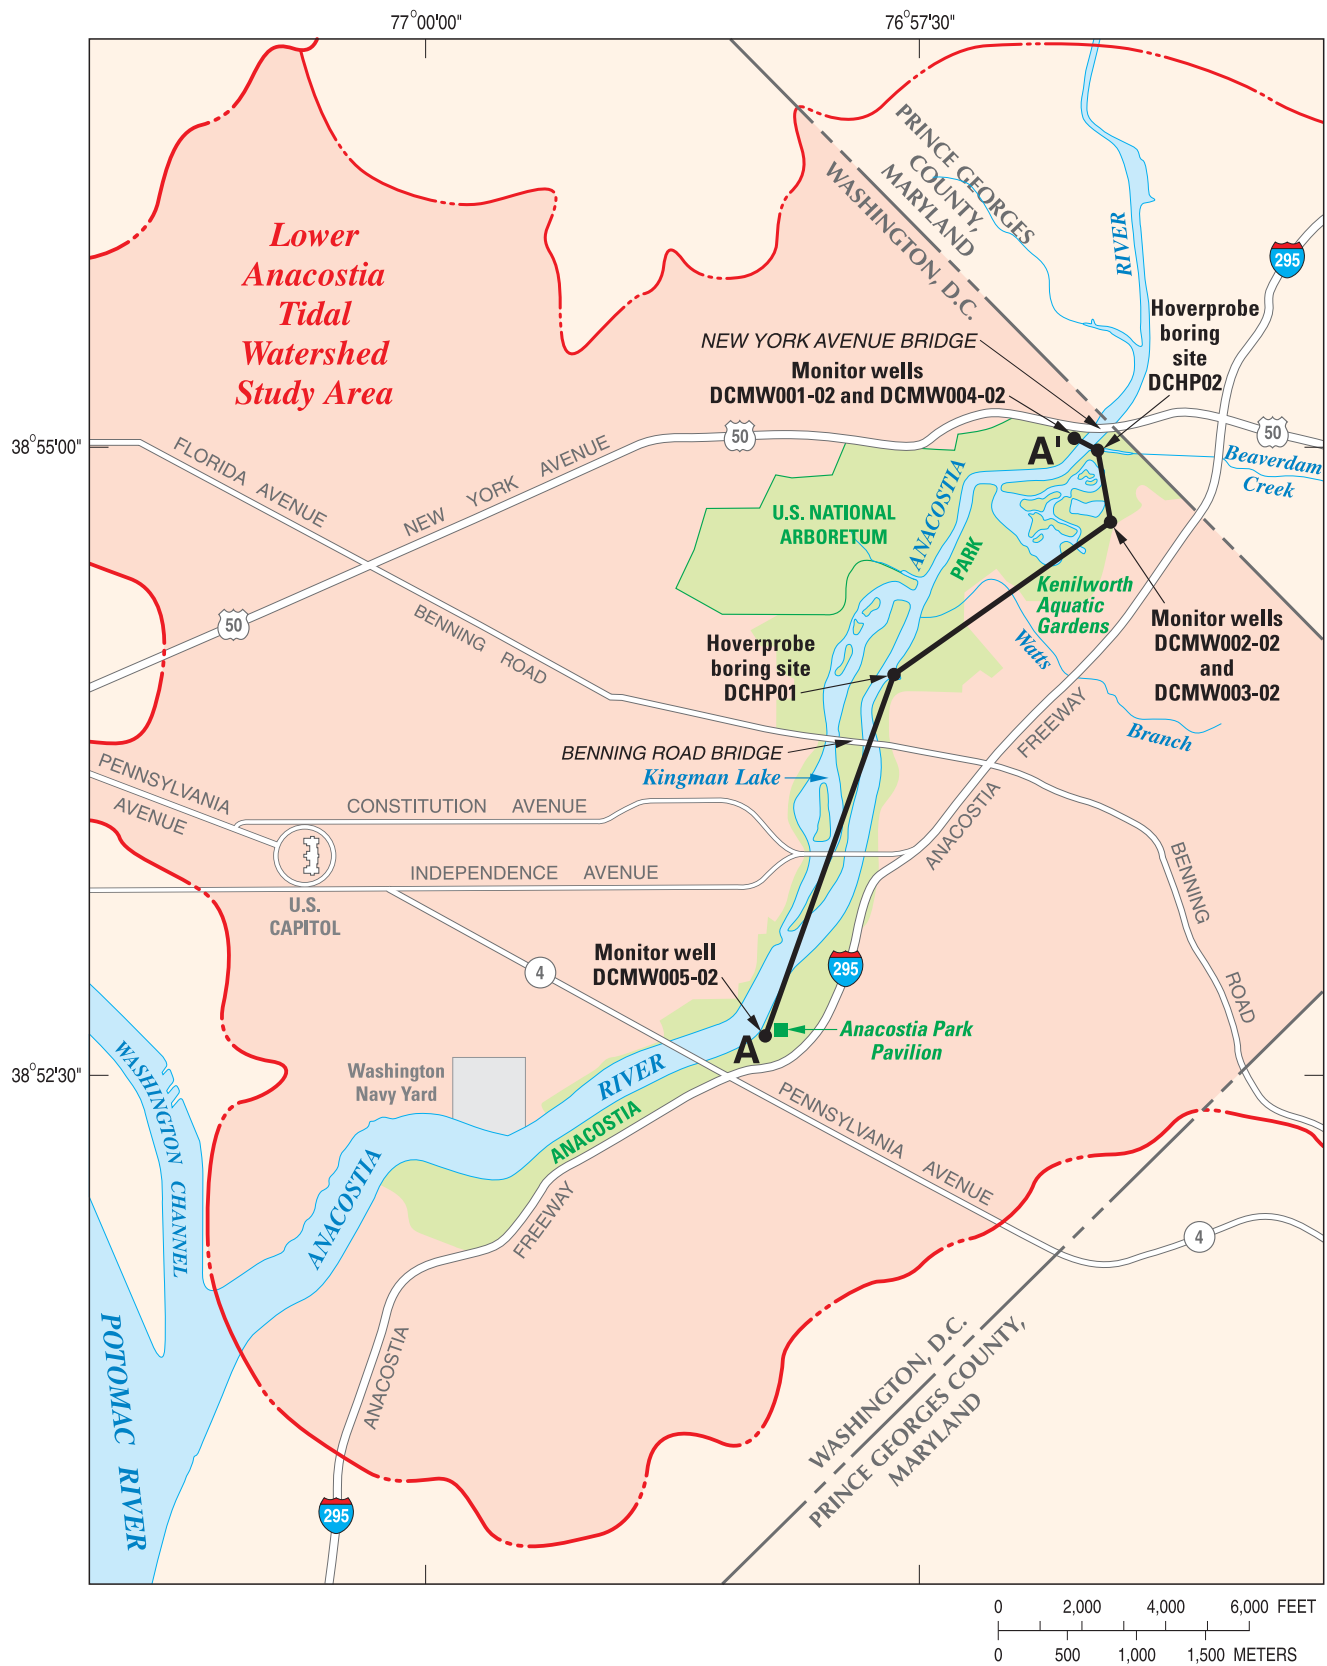 77°00'00"
76°57'30"
PRINCE GEORGES
COUNTY,
MARYLAND
WASHINGTON, D.C.
RIVER
295
Lower
Anacostia
Tidal
Watershed
Study Area
Hoverprobe
boring
site
DCHP02
NEW YORK AVENUE BRIDGE
Monitor wells
DCMW001-02 and DCMW004-02
38°55'00"
50
50
A'
Beaverdam
Creek
FLORIDA AVENUE
NEW YORK AVENUE
U.S. NATIONAL
ARBORETUM
ANACOSTIA
PARK
Kenilworth
Aquatic
Gardens
50
BENNING ROAD
Hoverprobe
boring site
DCHP01
Watts
Branch
Monitor wells
DCMW002-02
and
DCMW003-02
FREEWAY
ANACOSTIA
BENNING ROAD BRIDGE
Kingman Lake
PENNSYLVANIA
AVENUE
CONSTITUTION AVENUE
INDEPENDENCE AVENUE
U.S.
CAPITOL
BENNING
ROAD
Monitor well
DCMW005-02
4
295
Anacostia Park
Pavilion
A
38°52'30"
WASHINGTON CHANNEL
Washington
Navy Yard
RIVER
ANACOSTIA
PENNSYLVANIA AVENUE
ANACOSTIA
FREEWAY
4
POTOMAC RIVER
ANACOSTIA
WASHINGTON, D.C.
PRINCE GEORGES COUNTY,
MARYLAND
295
0 2,000 4,000 6,000 FEET
0 500 1,000 1,500 METERS